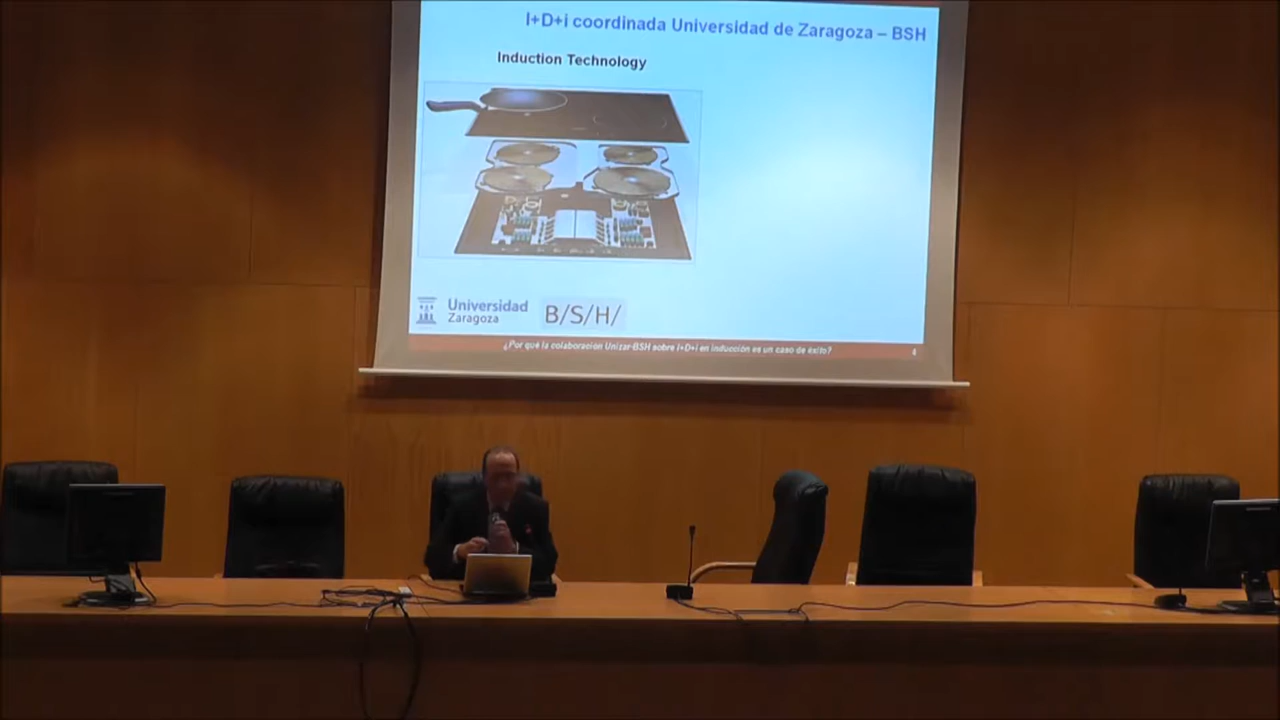 I+D+i coordinada Universidad de Zaragoza – BSH
Induction Technology
Universidad
Zaragoza
B/S/H/
¿Por qué la colaboración Unizar-BSH sobre I+D+i en inducción es un caso de éxito?
4